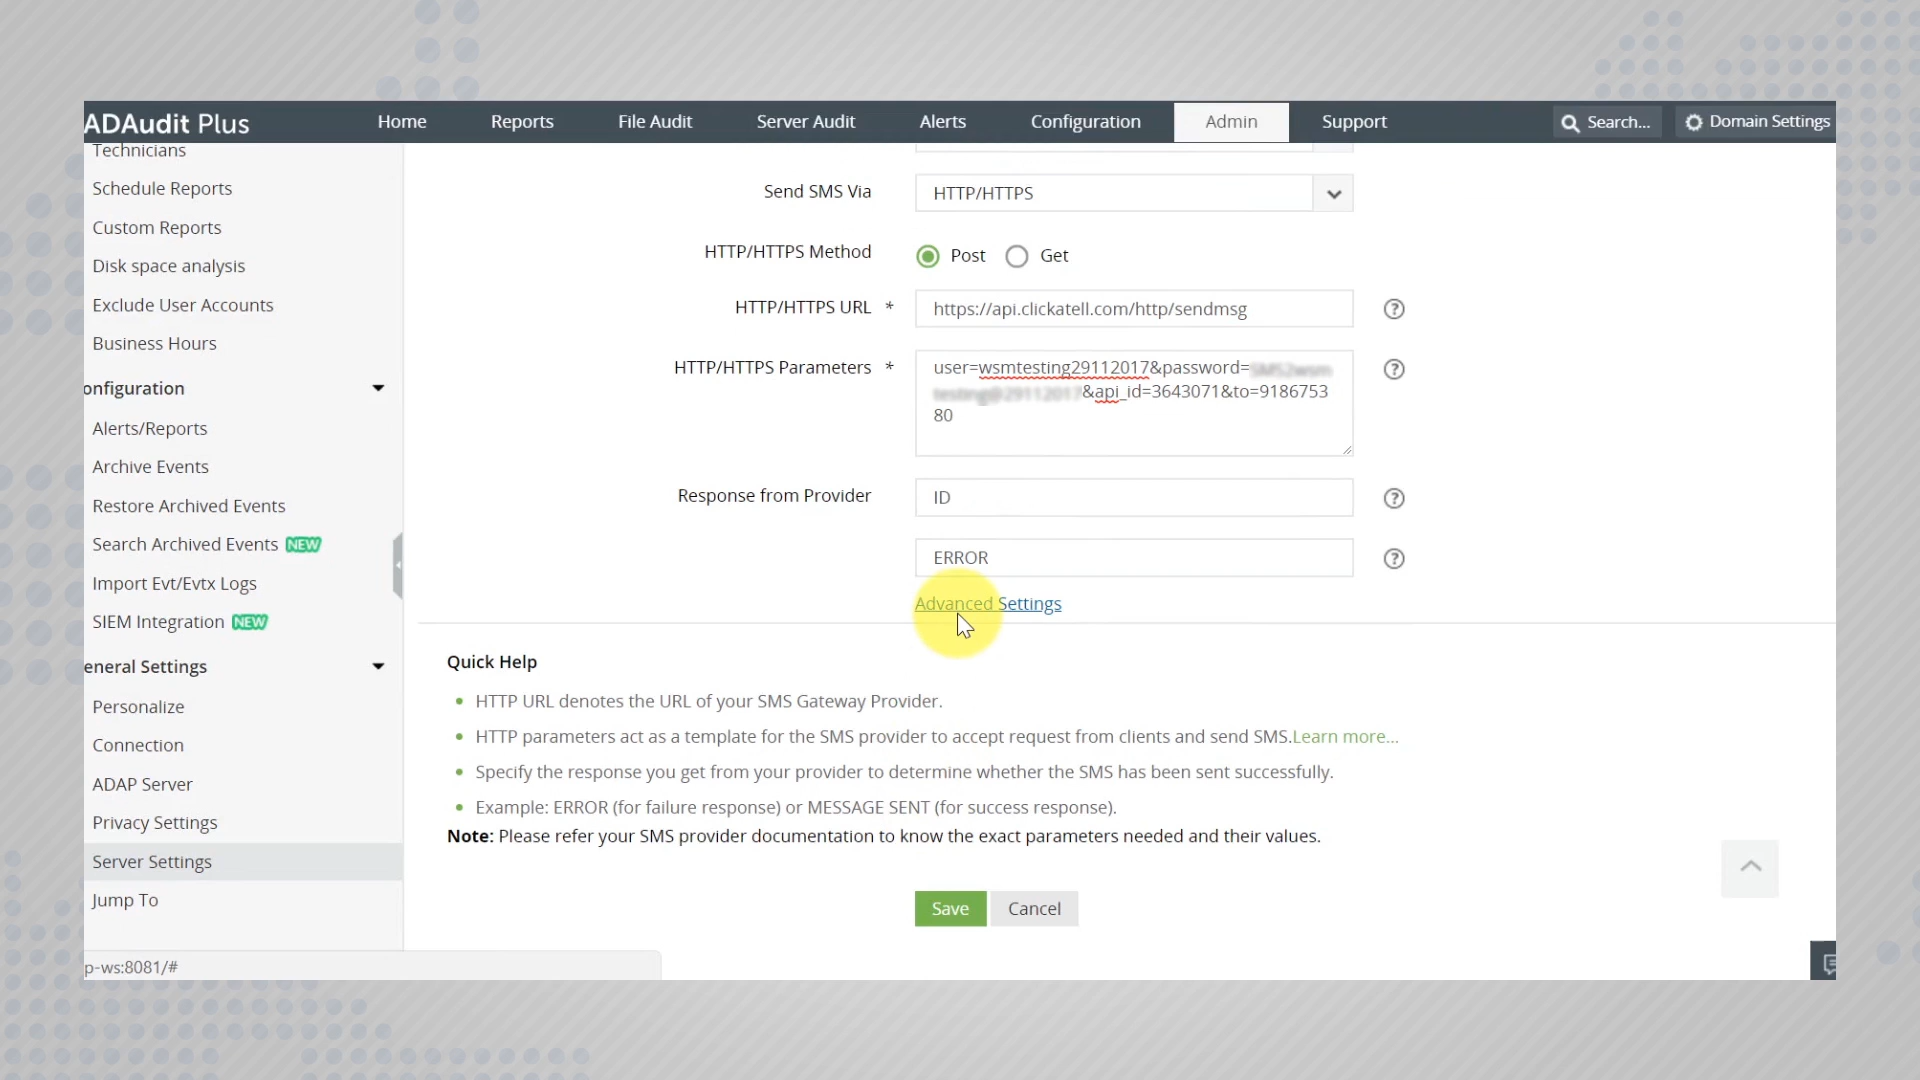 ADAudit Plus
Home
Reports
File Audit
Server Audit
Alerts
Configuration
Admin
Support
Search...
Domain Settings
Technicians
Schedule Reports
Custom Reports
Disk space analysis
Exclude User Accounts
Business Hours
onfiguration
Alerts/Reports
Archive Events
Restore Archived Events
Search Archived Events NEW
Import Evt/Evtx Logs
SIEM Integration NEW
eneral Settings
Personalize
Connection
ADAP Server
Privacy Settings
Server Settings
Jump To
p-ws:8081/#
Send SMS Via
HTTP/HTTPS
HTTP/HTTPS Method
Post
Get
HTTP/HTTPS URL *
https://api.clickatell.com/http/sendmsg
HTTP/HTTPS Parameters *
user=wsmtesting29112017&password=
&api_id=3643071&to=9186753
80
Response from Provider
ID
ERROR
Advanced Settings
Quick Help
HTTP URL denotes the URL of your SMS Gateway Provider.
HTTP parameters act as a template for the SMS provider to accept request from clients and send SMS.Learn more...
Specify the response you get from your provider to determine whether the SMS has been sent successfully.
Example: ERROR (for failure response) or MESSAGE SENT (for success response).
Note: Please refer your SMS provider documentation to know the exact parameters needed and their values.
Save
Cancel